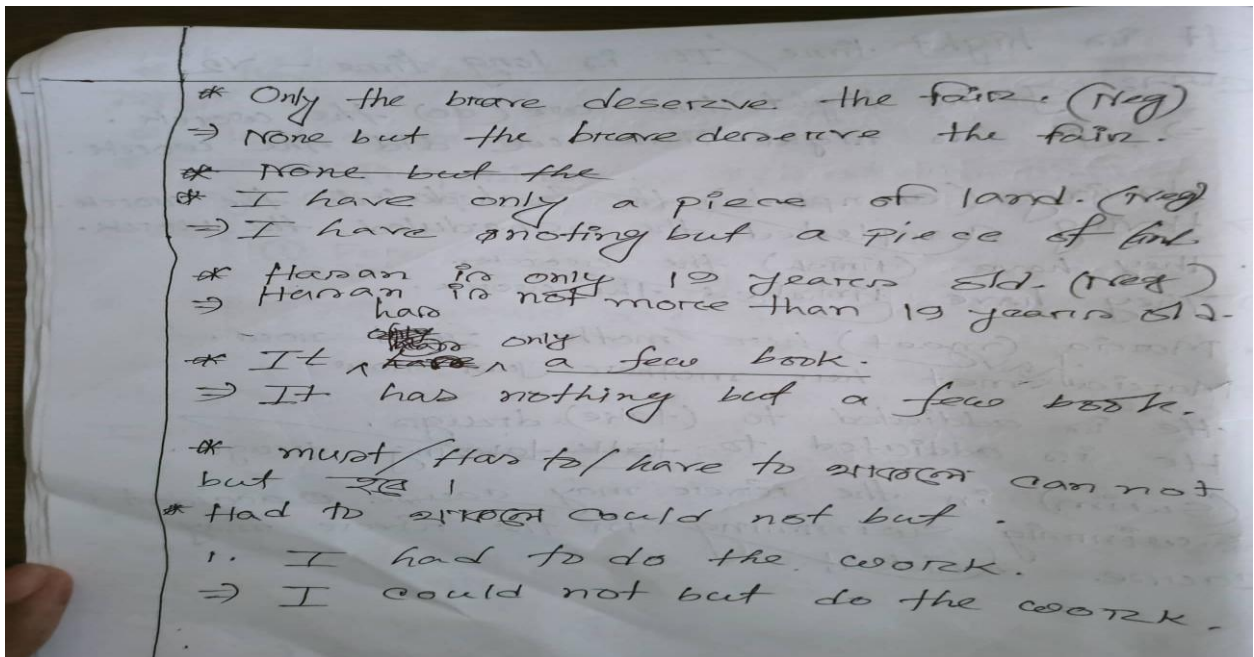 * Only the brave deserve the fair. (Neg)
⇒ None but the brave deserve the fair.
* None but the
* I have only a piece of land. (Neg)
⇒ I have noting but a piece of
* Hasan is only 19 years old. (Neg)
⇒ Hasan is not more than 19 years old.
has
only
* It ^ ^ a few book.
⇒ It has nothing but a few book.
* must/Has to/have to থাকলে can not
but হবে।
* Had to থাকলে could not but.
1. I had to do the work.
⇒ I could not but do the work.